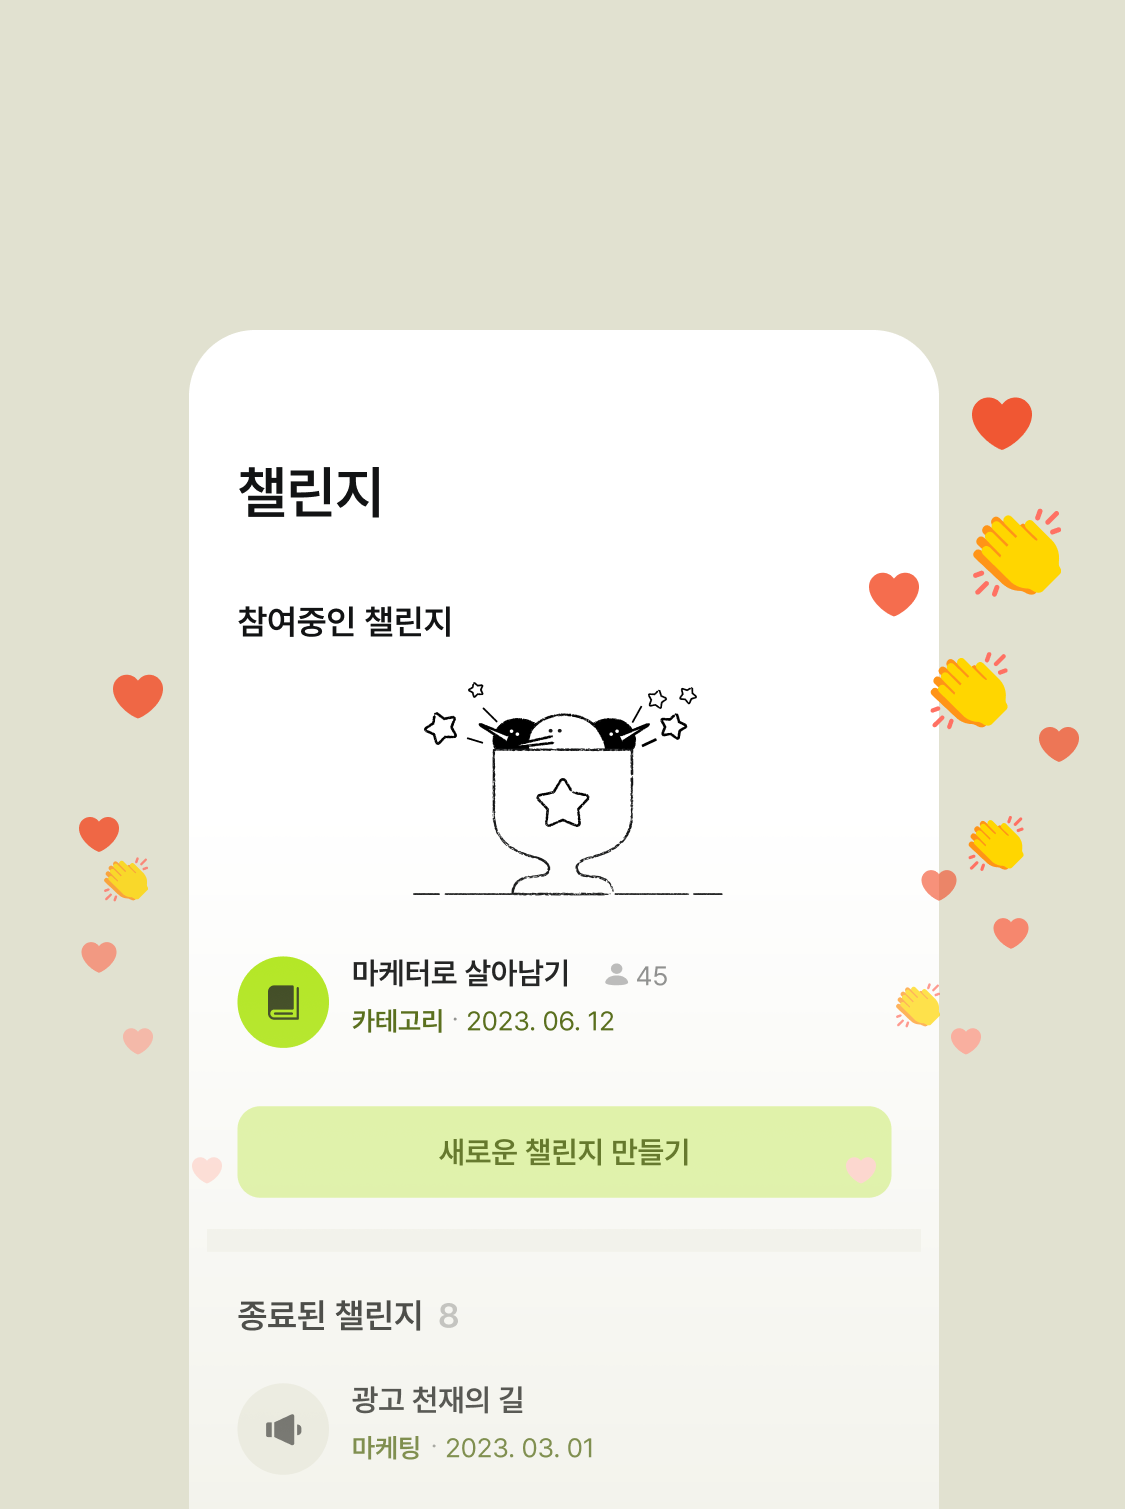 챌린지
참여중인 챌린지
마케터로 살아남기 45
카테고리 · 2023. 06. 12
새로운 챌린지 만들기
종료된 챌린지 8
광고 천재의 길
마케팅 · 2023. 03. 01